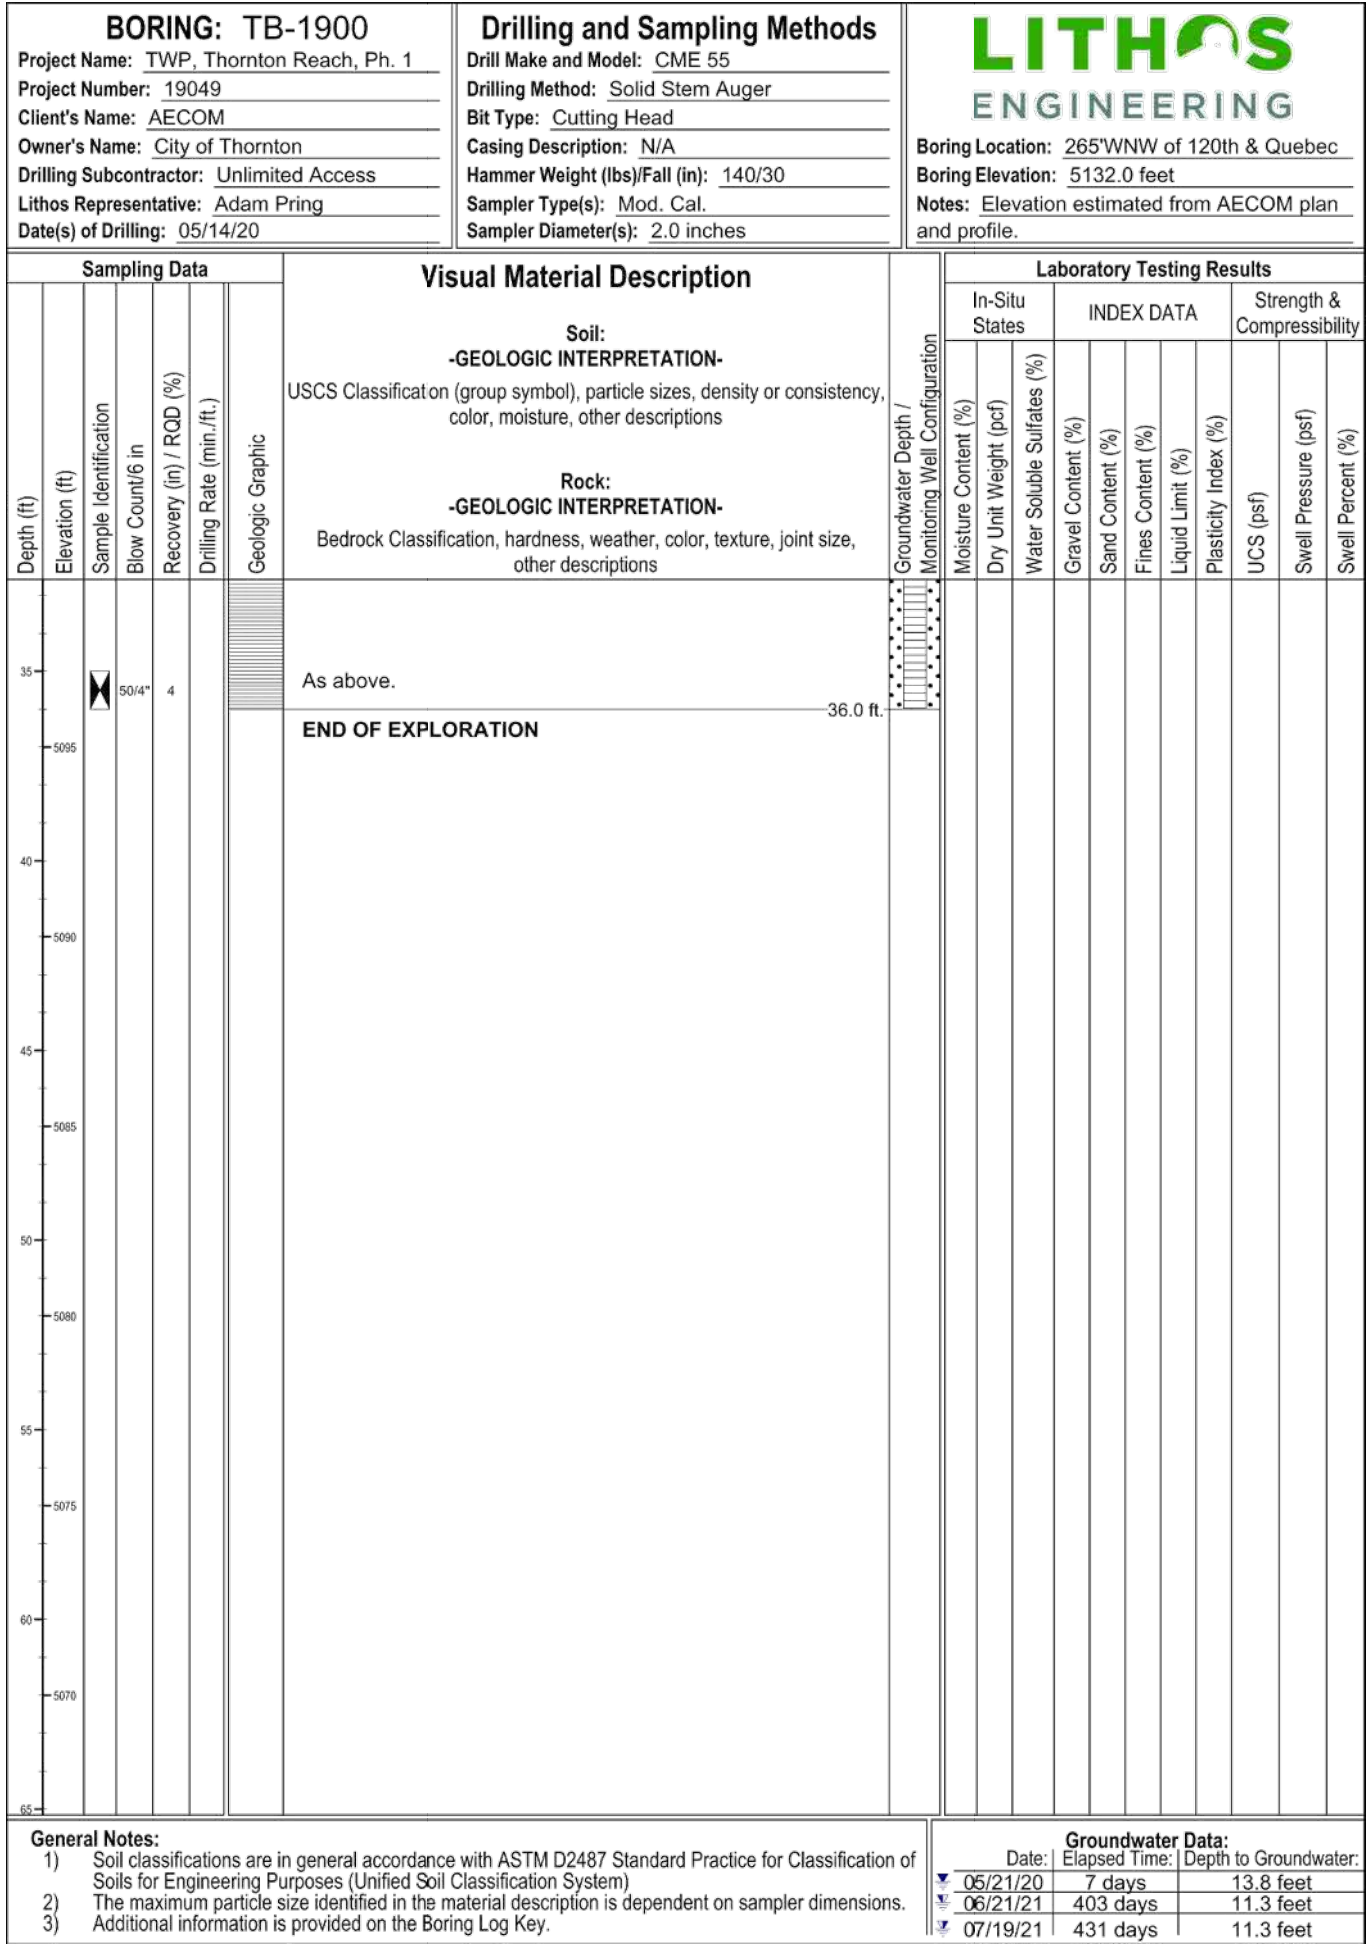 BORING: TB-1900
Project Name: TWP, Thornton Reach, Ph. 1
Project Number: 19049
Client's Name: AECOM
Owner's Name: City of Thornton
Drilling Subcontractor: Unlimited Access
Lithos Representative: Adam Pring
Date(s) of Drilling: 05/14/20
Drilling and Sampling Methods
Drill Make and Model: CME 55
Drilling Method: Solid Stem Auger
Bit Type: Cutting Head
Casing Description: N/A
Hammer Weight (lbs)/Fall (in): 140/30
Sampler Type(s): Mod. Cal.
Sampler Diameter(s): 2.0 inches
LITHOS
ENGINEERING
Boring Location: 265'WNW of 120th & Quebec
Boring Elevation: 5132.0 feet
Notes: Elevation estimated from AECOM plan
and profile.
Sampling Data
Depth (ft)
Elevation (ft)
Sample Identification
Blow Count/6 in
Recovery (in) / RQD (%)
Drilling Rate (min./ft.)
Geologic Graphic
Visual Material Description
Soil:
-GEOLOGIC INTERPRETATION-
USCS Classification (group symbol), particle sizes, density or consistency,
color, moisture, other descriptions
Rock:
-GEOLOGIC INTERPRETATION-
Bedrock Classification, hardness, weather, color, texture, joint size,
other descriptions
Groundwater Depth /
Monitoring Well Configuration
Laboratory Testing Results
In-Situ
States
INDEX DATA
Strength &
Compressibility
Moisture Content (%)
Dry Unit Weight (pcf)
Water Soluble Sulfates (%)
Gravel Content (%)
Sand Content (%)
Fines Content (%)
Liquid Limit (%)
Plasticity Index (%)
UCS (psf)
Swell Pressure (psf)
Swell Percent (%)
35
50/4" 4
As above.
36.0 ft.
END OF EXPLORATION
5095
40
5090
45
5085
50
5080
55
5075
60
5070
65
General Notes:
1) Soil classifications are in general accordance with ASTM D2487 Standard Practice for Classification of
Soils for Engineering Purposes (Unified Soil Classification System)
2) The maximum particle size identified in the material description is dependent on sampler dimensions.
3) Additional information is provided on the Boring Log Key.
Groundwater Data:
Date: Elapsed Time: Depth to Groundwater:
05/21/20 7 days 13.8 feet
06/21/21 403 days 11.3 feet
07/19/21 431 days 11.3 feet